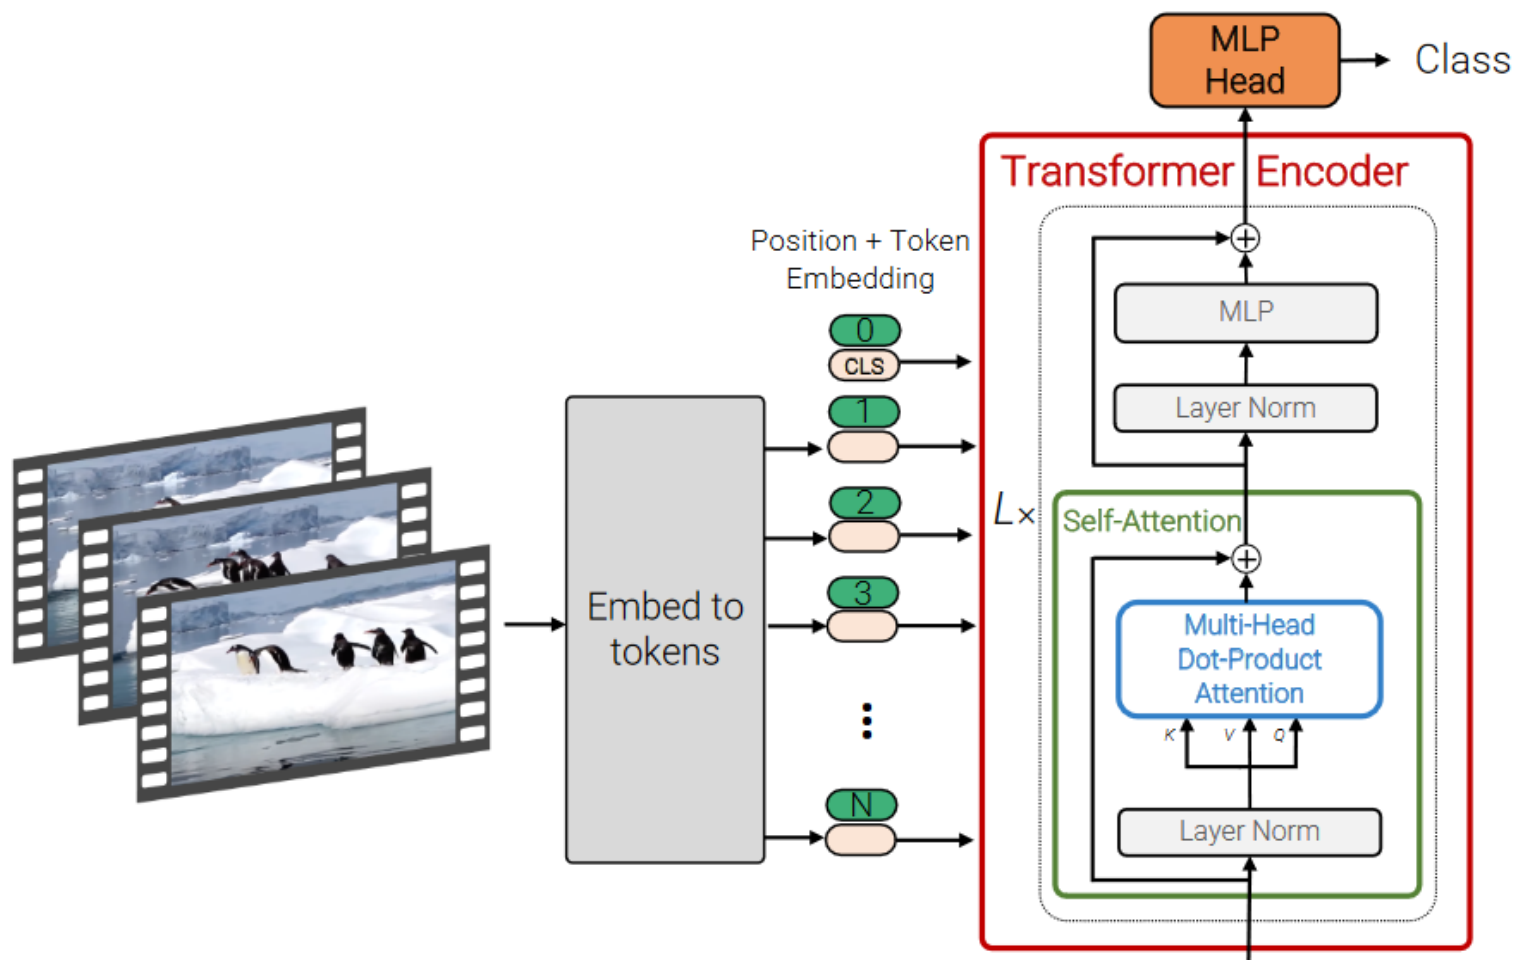 MLP
Head
Class
Transformer Encoder
Position + Token
Embedding
0
CLS
1
2
3
N
Embed to
tokens
L×
MLP
Layer Norm
Self-Attention
Multi-Head
Dot-Product
Attention
K V Q
Layer Norm